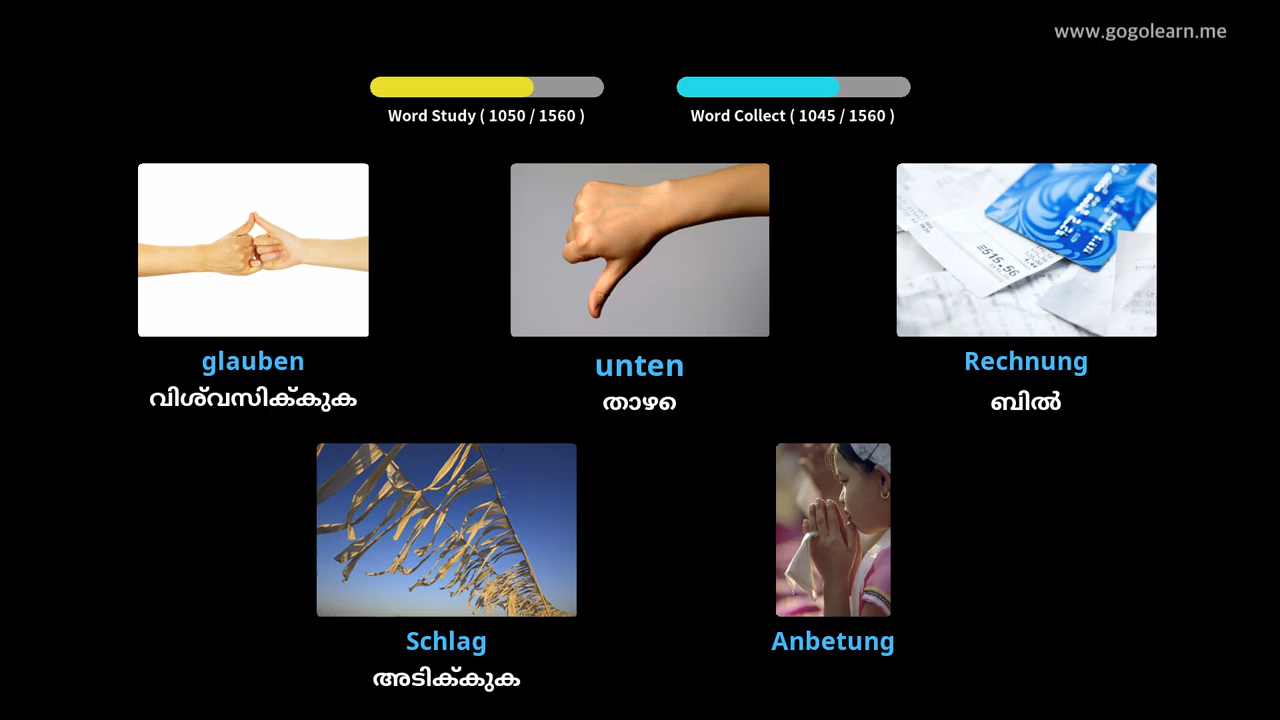 www.gogolearn.me
Word Study ( 1050 / 1560 )
Word Collect ( 1045 / 1560 )
glauben
വിശ്വസിക്കുക
unten
താഴെ
Rechnung
ബിൽ
Schlag
അടിക്കുക
Anbetung